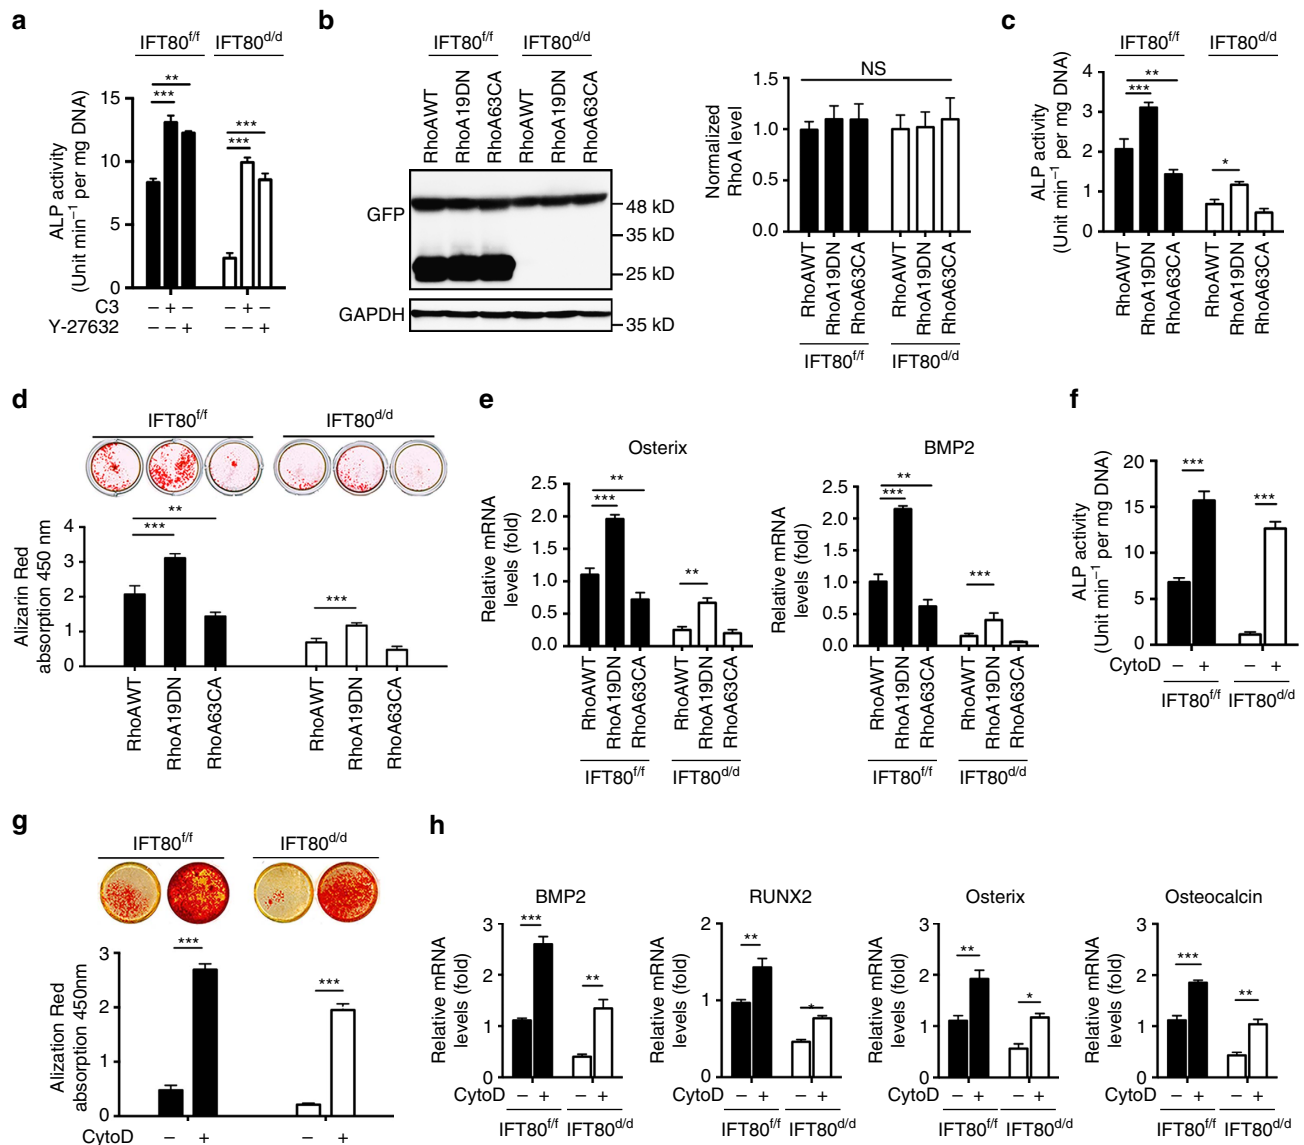 a
IFT80f/f IFT80d/d
ALP activity
(Unit min−1 per mg DNA)
15
10
5
0
*** ** *** ***
C3 – + – – + –
Y-27632 – – + – – +
b
IFT80f/f IFT80d/d
RhoAWT RhoA19DN RhoA63CA RhoAWT RhoA19DN RhoA63CA
GFP
GAPDH
48 kD
35 kD
25 kD
35 kD
Normalized
RhoA level
1.5
1.0
0.5
0.0
NS
RhoAWT RhoA19DN RhoA63CA RhoAWT RhoA19DN RhoA63CA
IFT80f/f IFT80d/d
c
IFT80f/f IFT80d/d
ALP activity
(Unit min−1 per mg DNA)
4
3
2
1
0
** *** *
RhoAWT RhoA19DN RhoA63CA RhoAWT RhoA19DN RhoA63CA
d
IFT80f/f IFT80d/d
Alizarin Red
absorption 450 nm
4
3
2
1
0
** *** ***
RhoAWT RhoA19DN RhoA63CA RhoAWT RhoA19DN RhoA63CA
e
Osterix
Relative mRNA
levels (fold)
2.5
2.0
1.5
1.0
0.5
0.0
** *** **
RhoAWT RhoA19DN RhoA63CA RhoAWT RhoA19DN RhoA63CA
IFT80f/f IFT80d/d
BMP2
Relative mRNA
levels (fold)
2.5
2.0
1.5
1.0
0.5
0.0
** *** ***
RhoAWT RhoA19DN RhoA63CA RhoAWT RhoA19DN RhoA63CA
IFT80f/f IFT80d/d
f
ALP activity
(Unit min−1 per mg DNA)
20
15
10
5
0
*** ***
CytoD – + – +
IFT80f/f IFT80d/d
g
IFT80f/f IFT80d/d
Alization Red
absorption 450nm
3
2
1
0
*** ***
CytoD – + – +
h
BMP2
Relative mRNA
levels (fold)
3
2
1
0
*** **
CytoD – + – +
IFT80f/f IFT80d/d
RUNX2
Relative mRNA
levels (fold)
2
1
0
** *
CytoD – + – +
IFT80f/f IFT80d/d
Osterix
Relative mRNA
levels (fold)
3
2
1
0
** *
CytoD – + – +
IFT80f/f IFT80d/d
Osteocalcin
Relative mRNA
levels (fold)
3
2
1
0
*** **
CytoD – + – +
IFT80f/f IFT80d/d